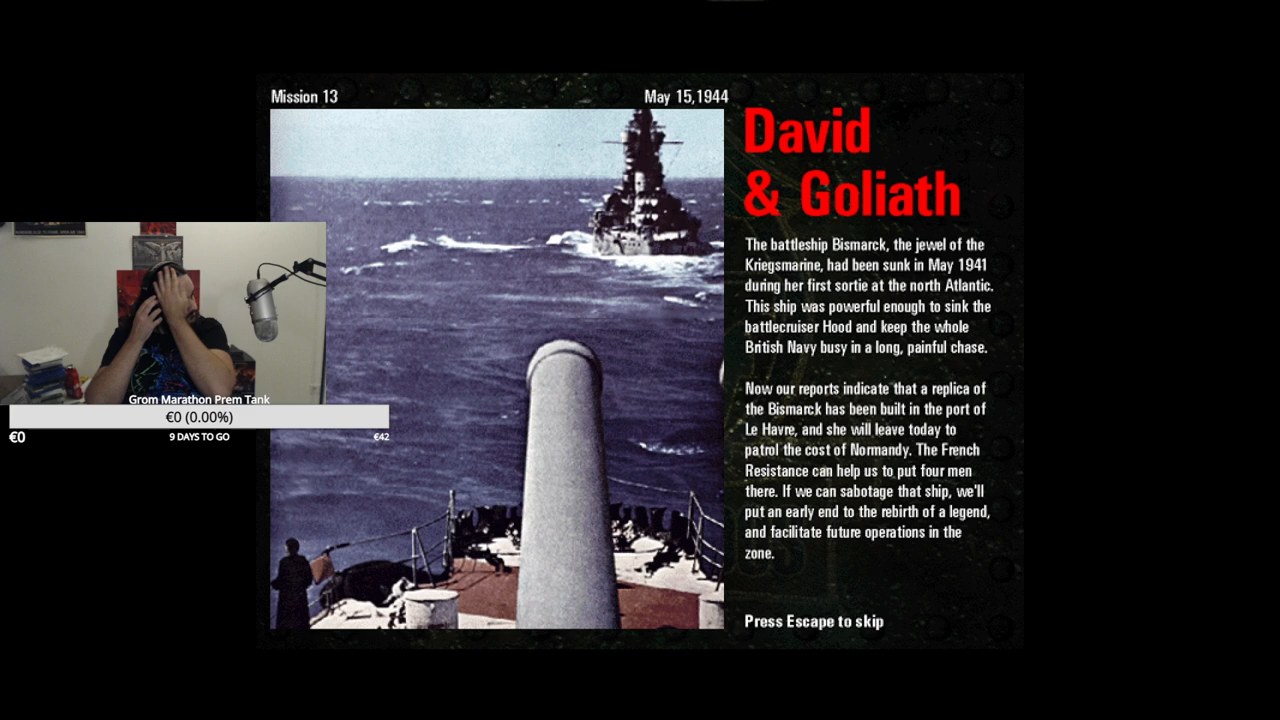 Mission 13
May 15,1944
David
& Goliath
The battleship Bismarck, the jewel of the
Kriegsmarine, had been sunk in May 1941
during her first sortie at the north Atlantic.
This ship was powerful enough to sink the
battlecruiser Hood and keep the whole
British Navy busy in a long, painful chase.
Now our reports indicate that a replica of
the Bismarck has been built in the port of
Le Havre, and she will leave today to
patrol the cost of Normandy. The French
Resistance can help us to put four men
there. If we can sabotage that ship, we'll
put an early end to the rebirth of a legend,
and facilitate future operations in the
zone.
Press Escape to skip
Grom Marathon Prem Tank
€0 (0.00%)
€0
9 DAYS TO GO
€42